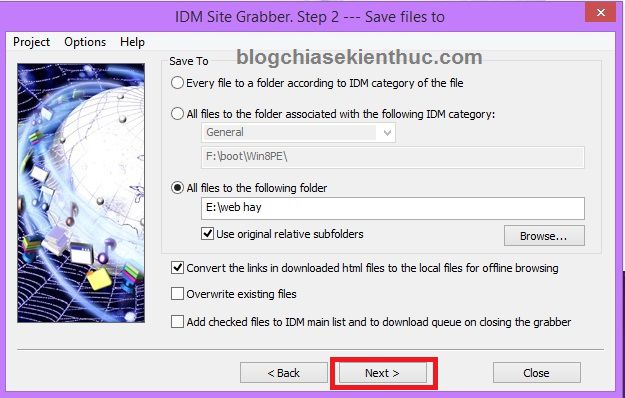 IDM Site Grabber. Step 2 --- Save files to
Project Options Help
blogchiasekienthuc.com
Save To
Every file to a folder according to IDM category of the file
All files to the folder associated with the following IDM category:
General
F:\boot\Win8PE\
All files to the following folder
E:\web hay
Use original relative subfolders
Browse...
Convert the links in downloaded html files to the local files for offline browsing
Overwrite existing files
Add checked files to IDM main list and to download queue on closing the grabber
< Back Next > Close